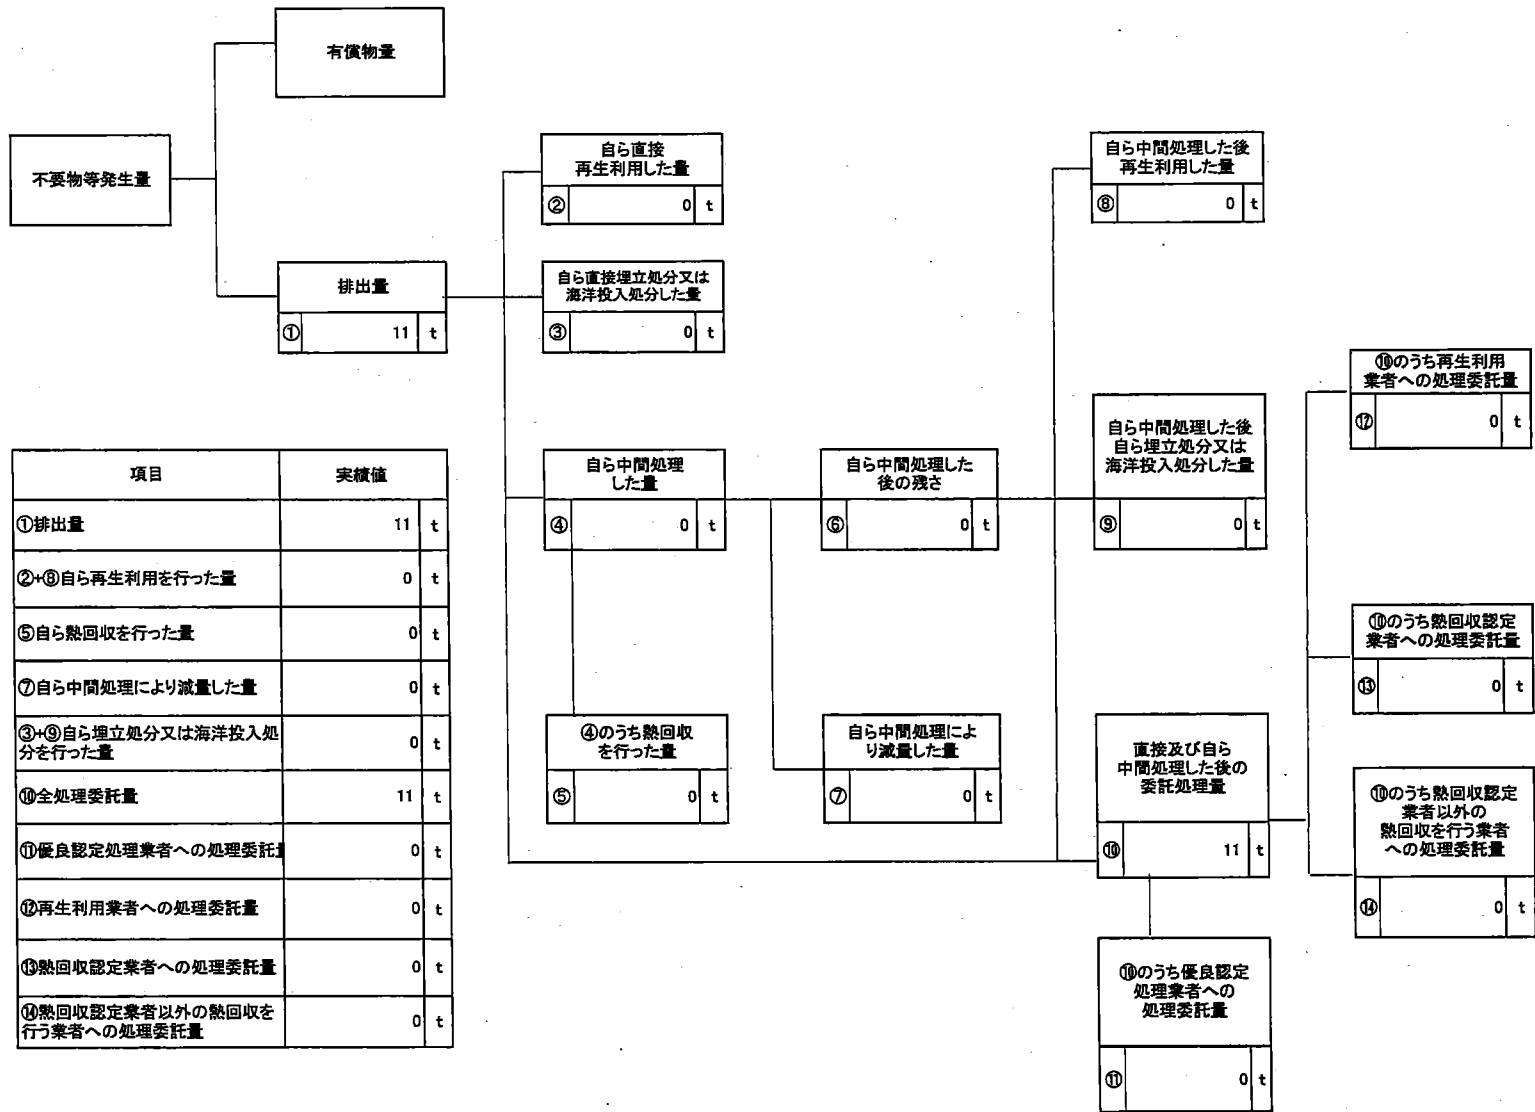 有償物量
不要物等発生量
排出量
① 11 t
自ら直接
再生利用した量
② 0 t
自ら直接埋立処分又は
海洋投入処分した量
③ 0 t
自ら中間処理
した量
④ 0 t
④のうち熱回収
を行った量
⑤ 0 t
自ら中間処理した
後の残さ
⑥ 0 t
自ら中間処理によ
り減量した量
⑦ 0 t
自ら中間処理した後
再生利用した量
⑧ 0 t
自ら中間処理した後
自ら埋立処分又は
海洋投入処分した量
⑨ 0 t
直接及び自ら
中間処理した後の
委託処理量
⑩ 11 t
⑩のうち優良認定
処理業者への
処理委託量
⑪ 0 t
⑩のうち再生利用
業者への処理委託量
⑫ 0 t
⑩のうち熱回収認定
業者への処理委託量
⑬ 0 t
⑩のうち熱回収認定
業者以外の
熱回収を行う業者
への処理委託量
⑭ 0 t
項目 実績値
①排出量 11 t
②+⑧自ら再生利用を行った量 0 t
⑤自ら熱回収を行った量 0 t
⑦自ら中間処理により減量した量 0 t
③+⑨自ら埋立処分又は海洋投入処
分を行った量 0 t
⑩全処理委託量 11 t
⑪優良認定処理業者への処理委託 0 t
⑫再生利用業者への処理委託量 0 t
⑬熱回収認定業者への処理委託量 0 t
⑭熱回収認定業者以外の熱回収を
行う業者への処理委託量 0 t